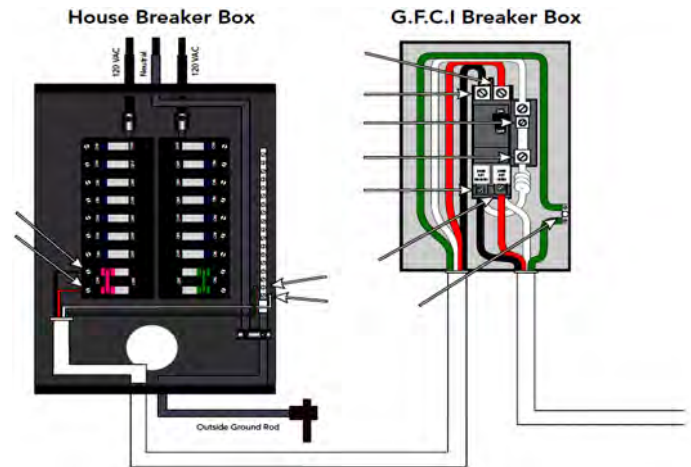 House Breaker Box
G.F.C.I Breaker Box
120 VAC
Neutral
120 VAC
Outside Ground Rod